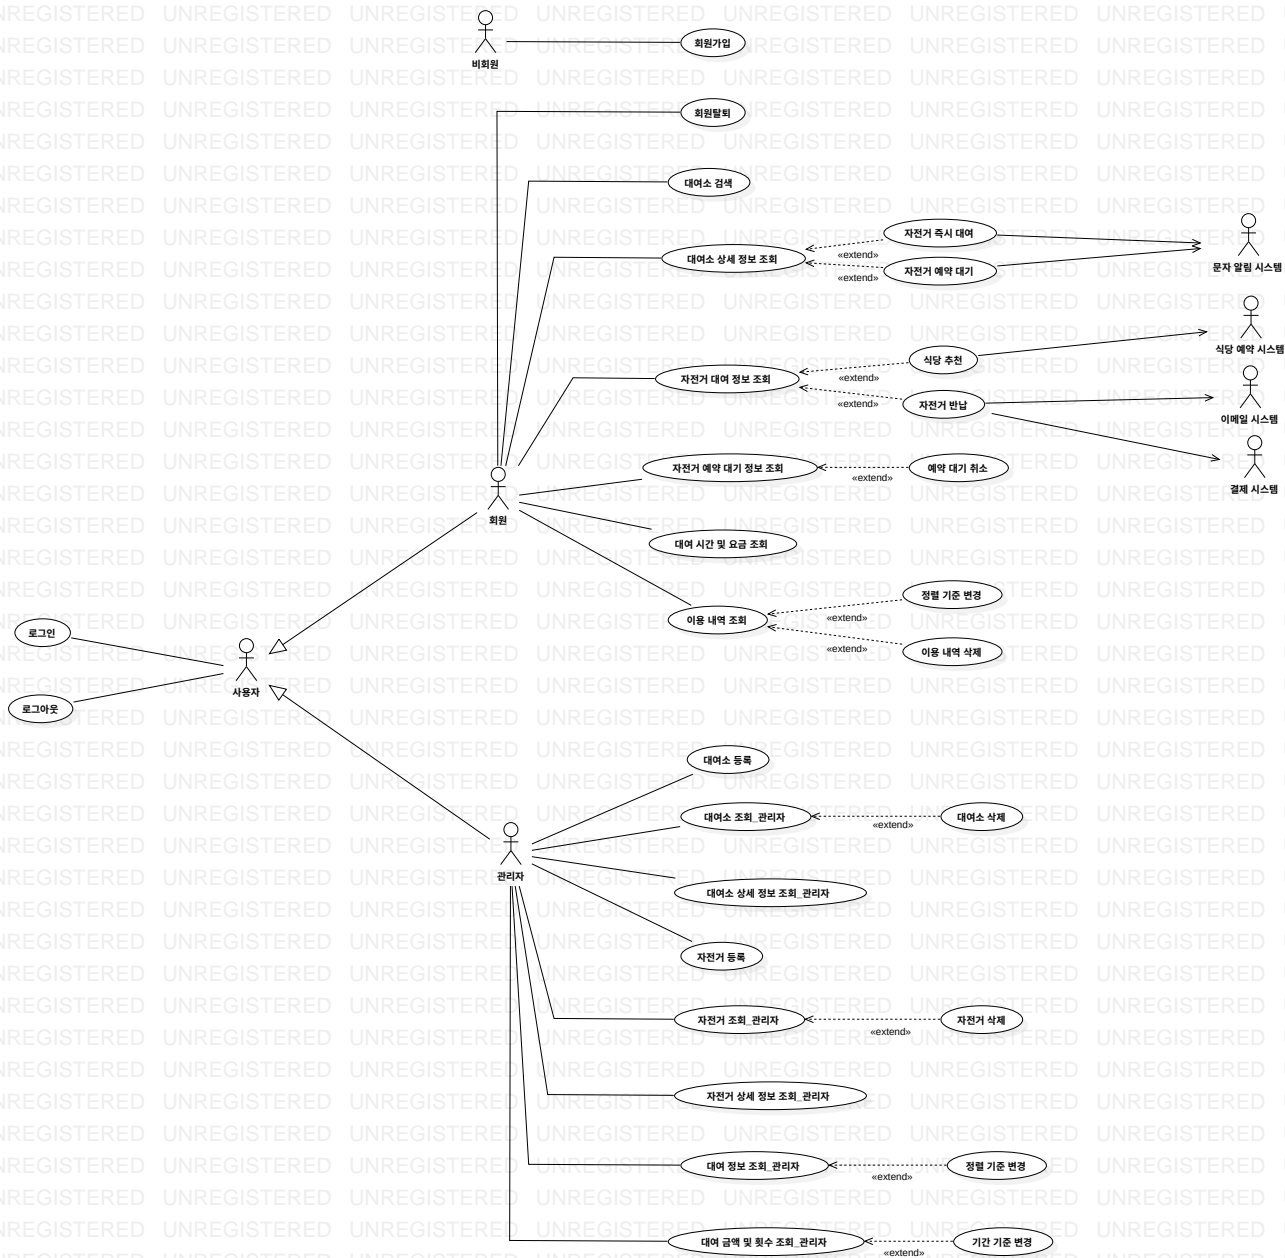 회원가입
비회원
회원탈퇴
대여소 검색
자전거 즉시 대여
대여소 상세 정보 조회
«extend»
자전거 예약 대기
«extend»
문자 알림 시스템
식당 예약 시스템
식당 추천
자전거 대여 정보 조회
«extend»
자전거 반납
«extend»
이메일 시스템
결제 시스템
자전거 예약 대기 정보 조회
예약 대기 취소
«extend»
회원
대여 시간 및 요금 조회
정렬 기준 변경
이용 내역 조회
«extend»
이용 내역 삭제
«extend»
로그인
사용자
로그아웃
대여소 등록
대여소 조회_관리자
대여소 삭제
«extend»
관리자
대여소 상세 정보 조회_관리자
자전거 등록
자전거 조회_관리자
자전거 삭제
«extend»
자전거 상세 정보 조회_관리자
대여 정보 조회_관리자
정렬 기준 변경
«extend»
대여 금액 및 횟수 조회_관리자
기간 기준 변경
«extend»
UNREGISTERED